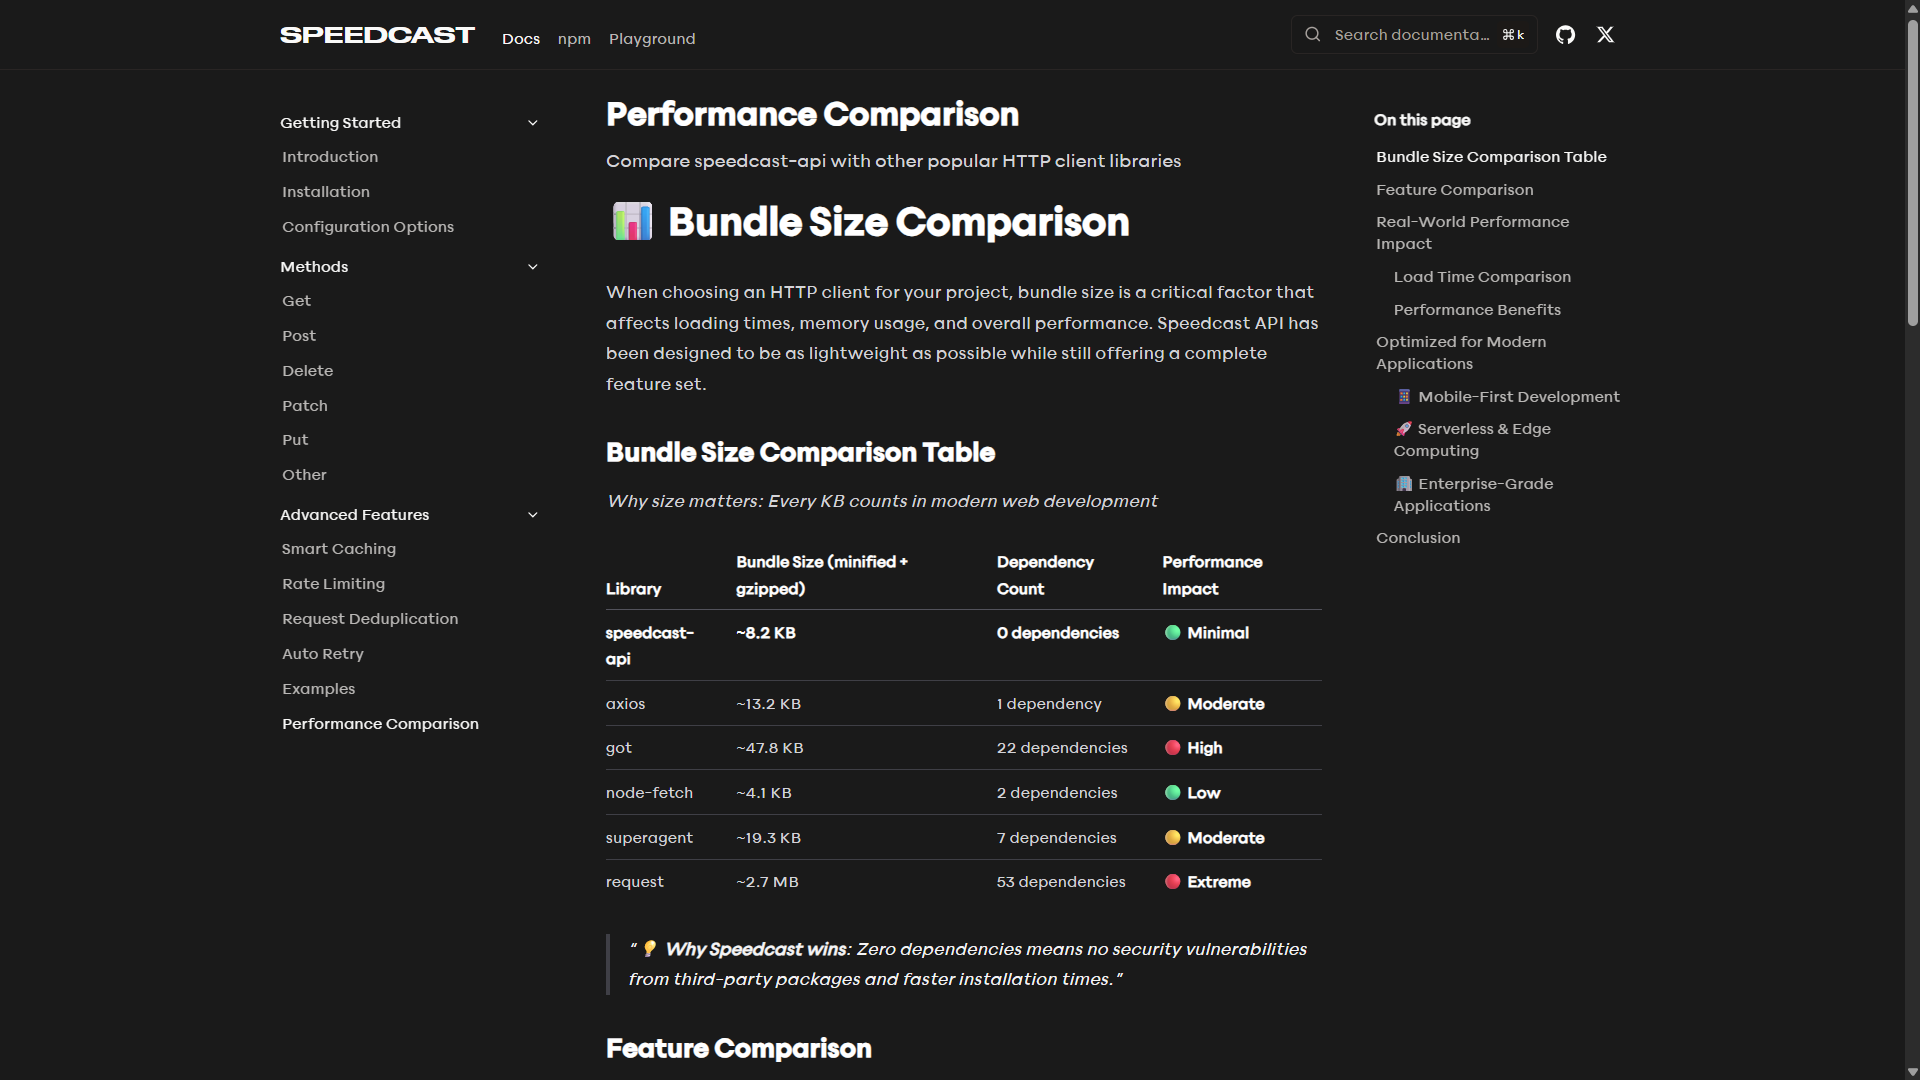 SPEEDCAST
Docs
npm
Playground
Search documenta...
⌘k
Getting Started
Introduction
Installation
Configuration Options
Methods
Get
Post
Delete
Patch
Put
Other
Advanced Features
Smart Caching
Rate Limiting
Request Deduplication
Auto Retry
Examples
Performance Comparison
Performance Comparison
Compare speedcast-api with other popular HTTP client libraries
📊 Bundle Size Comparison
When choosing an HTTP client for your project, bundle size is a critical factor that
affects loading times, memory usage, and overall performance. Speedcast API has
been designed to be as lightweight as possible while still offering a complete
feature set.
Bundle Size Comparison Table
Why size matters: Every KB counts in modern web development
Library
Bundle Size (minified +
gzipped)
Dependency
Count
Performance
Impact
speedcast-
api
~8.2 KB
0 dependencies
🟢 Minimal
axios
~13.2 KB
1 dependency
🟡 Moderate
got
~47.8 KB
22 dependencies
🔴 High
node-fetch
~4.1 KB
2 dependencies
🟢 Low
superagent
~19.3 KB
7 dependencies
🟡 Moderate
request
~2.7 MB
53 dependencies
🔴 Extreme
“💡 Why Speedcast wins: Zero dependencies means no security vulnerabilities
from third-party packages and faster installation times.”
Feature Comparison
On this page
Bundle Size Comparison Table
Feature Comparison
Real-World Performance
Impact
Load Time Comparison
Performance Benefits
Optimized for Modern
Applications
📱 Mobile-First Development
🚀 Serverless & Edge
Computing
🏢 Enterprise-Grade
Applications
Conclusion